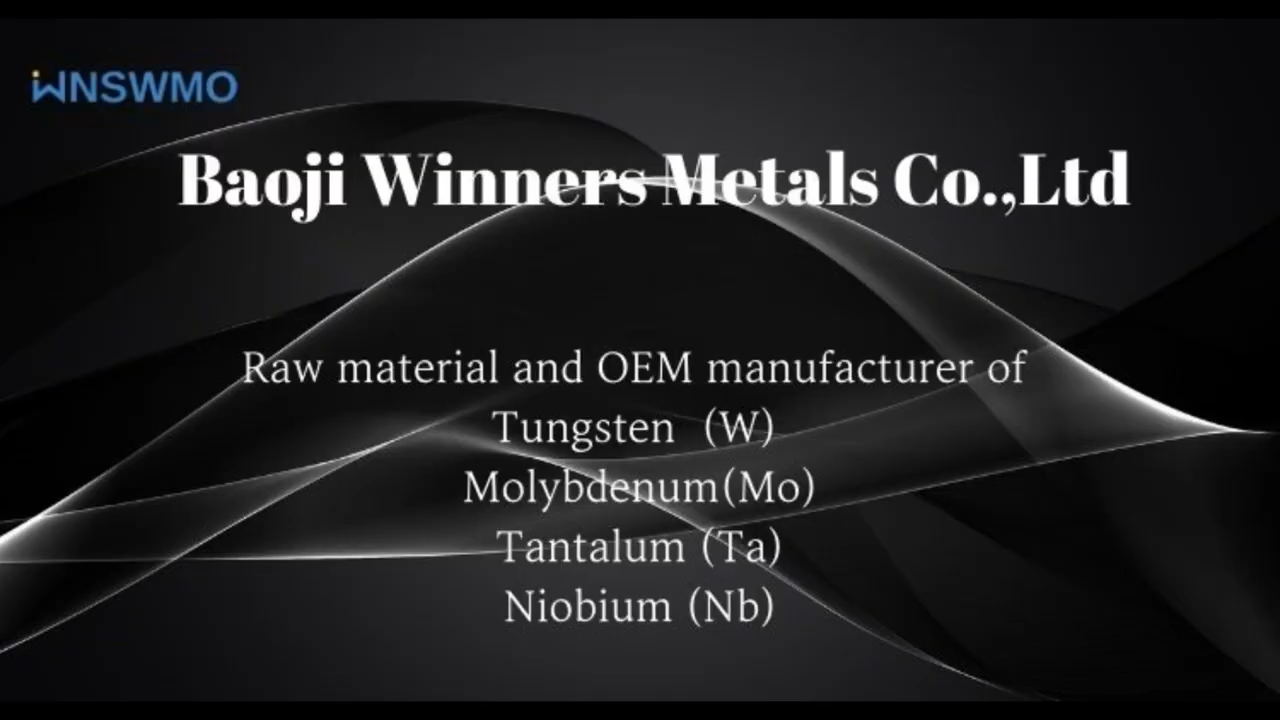 WNSWMO
Baoji Winners Metals Co.,Ltd
Raw material and OEM manufacturer of
Tungsten (W)
Molybdenum(Mo)
Tantalum (Ta)
Niobium (Nb)